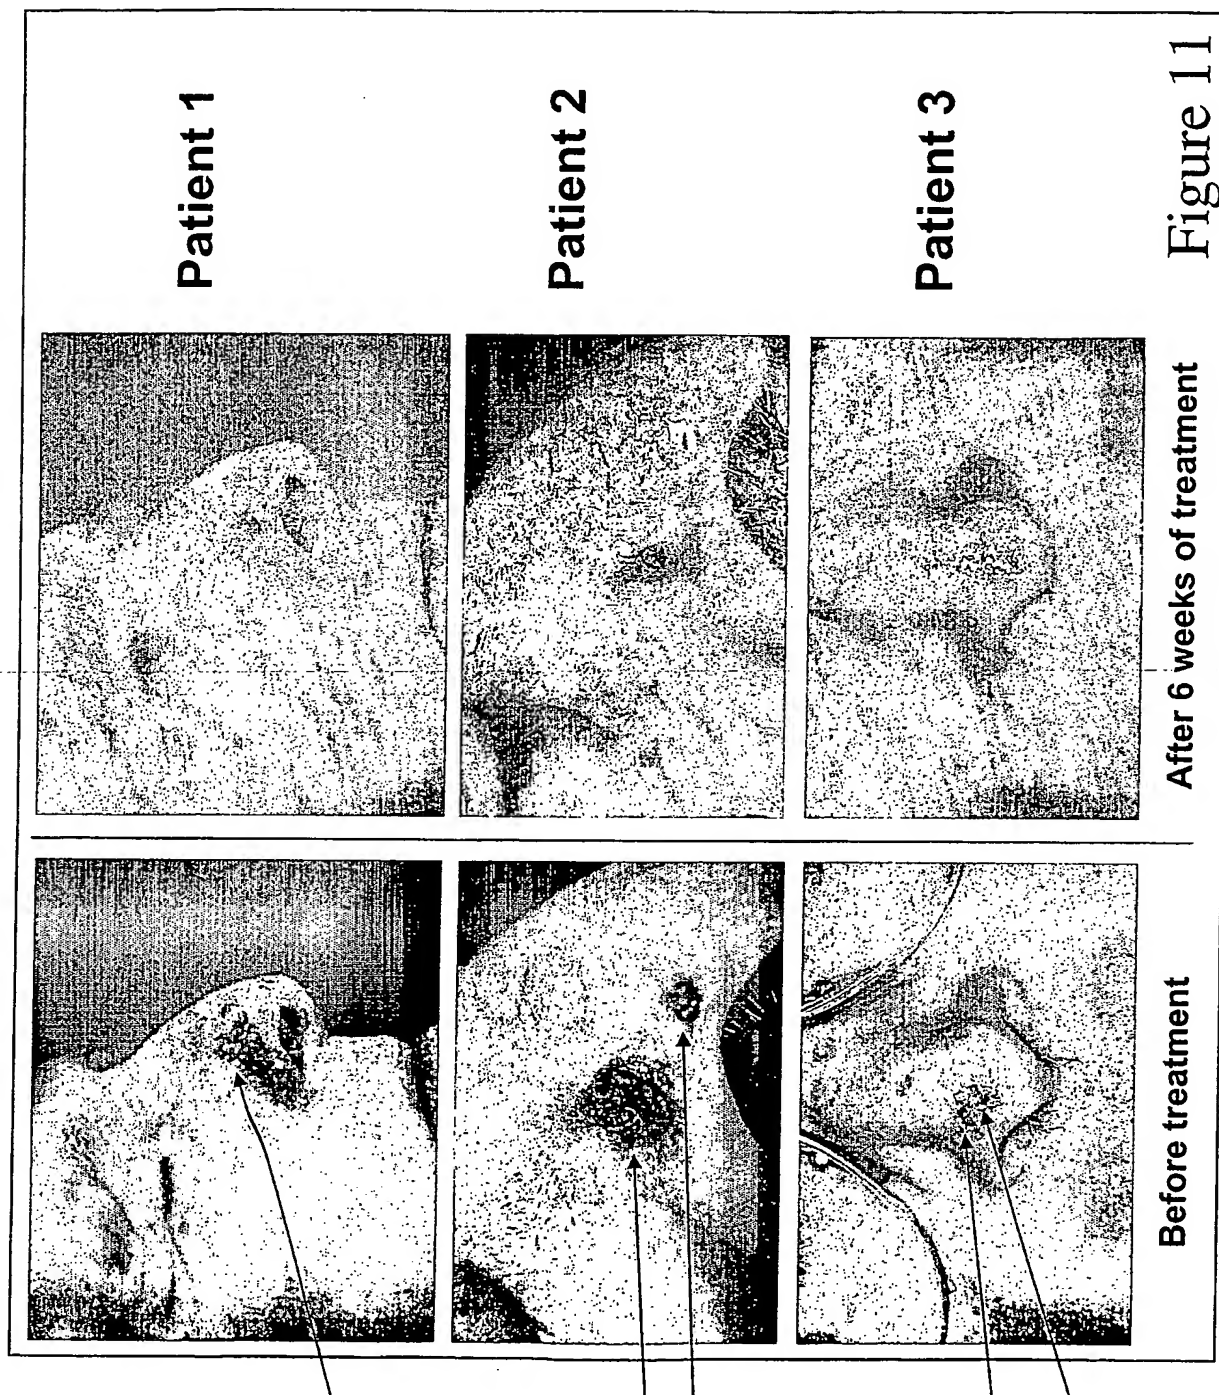 Patient 1
Patient 2
Patient 3
Before treatment
After 6 weeks of treatment
Figure 11